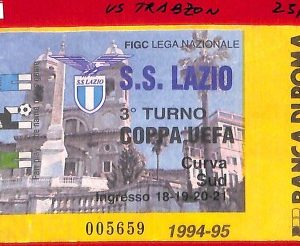 VS TRABZON 25/
FIGC LEGA NAZIONALE
S.S. LAZIO
3° TURNO
COPPA UEFA
Curva
Sud
Ingresso 18-19-20-21
005659 1994-95
BANCA DI ROMA
S.S. LAZIO